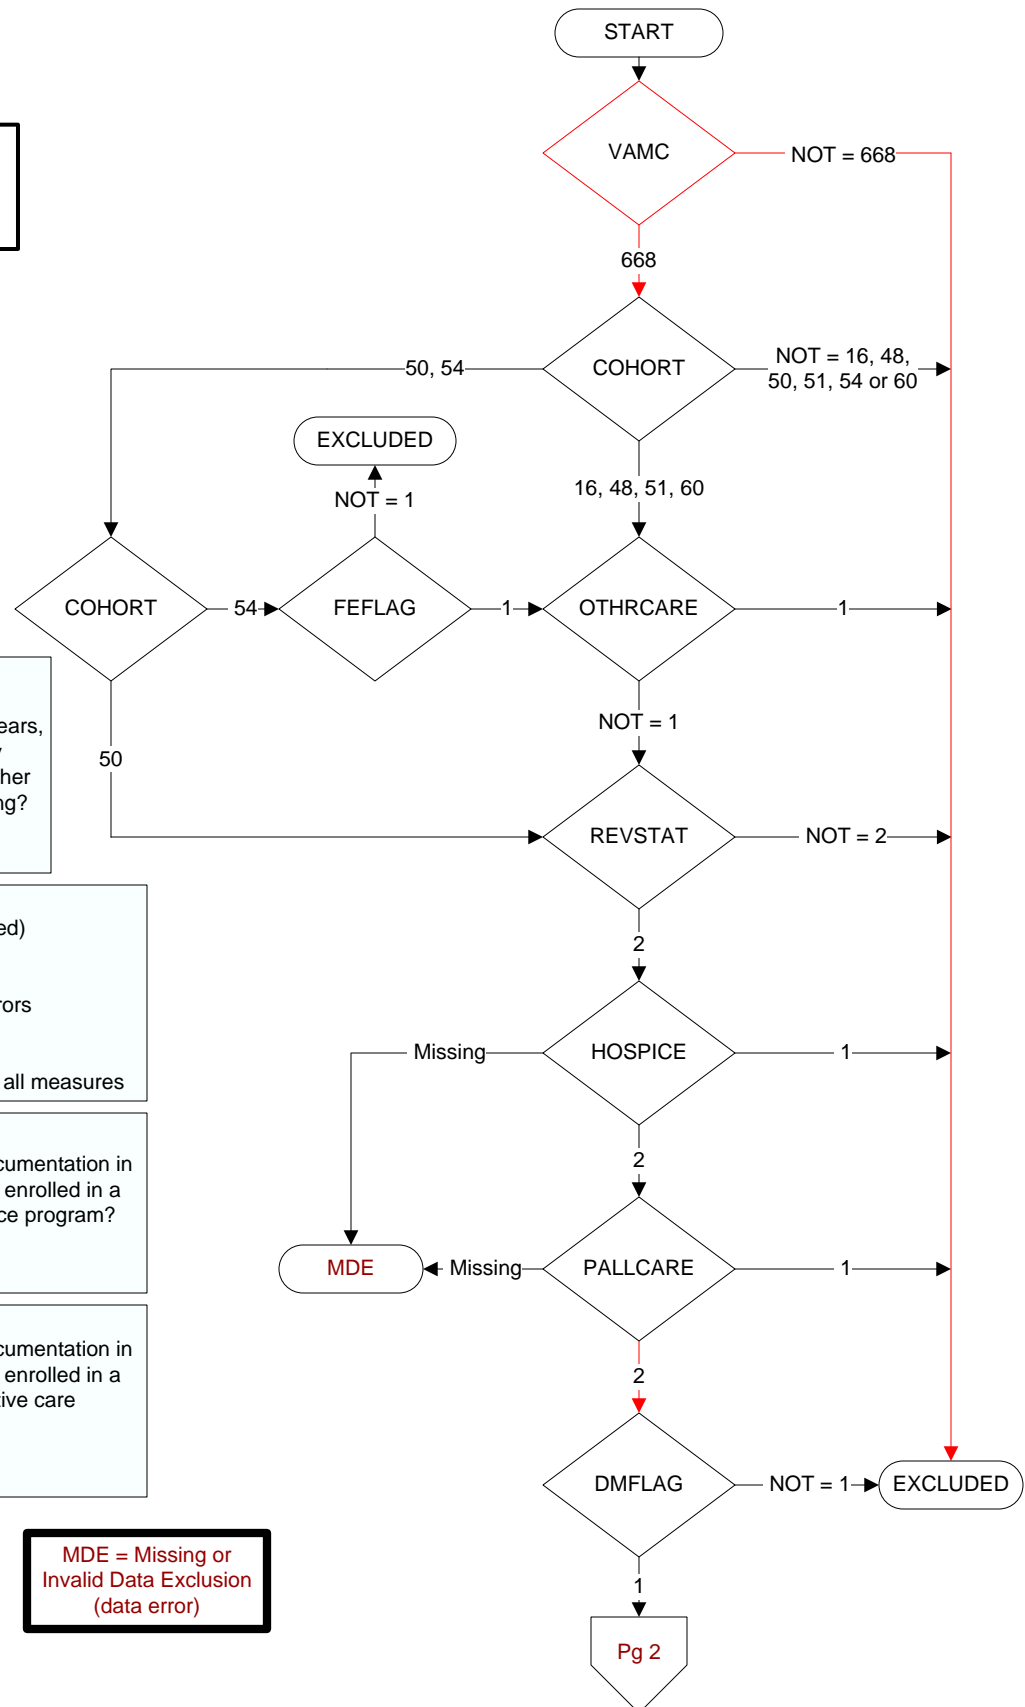 START
VAMC
NOT = 668
668
COHORT
50, 54
NOT = 16, 48,
50, 51, 54 or 60
EXCLUDED
NOT = 1
16, 48, 51, 60
COHORT
54
FEFLAG
1
OTHRCARE
1
NOT = 1
50
REVSTAT
NOT = 2
2
HOSPICE
Missing
1
2
PALLCARE
Missing
MDE
1
2
DMFLAG
NOT = 1
EXCLUDED
1
Pg 2
ears,
her
ng?
ed)
rors
all measures
cumentation in
enrolled in a
ce program?
cumentation in
enrolled in a
tive care
MDE = Missing or
Invalid Data Exclusion
(data error)